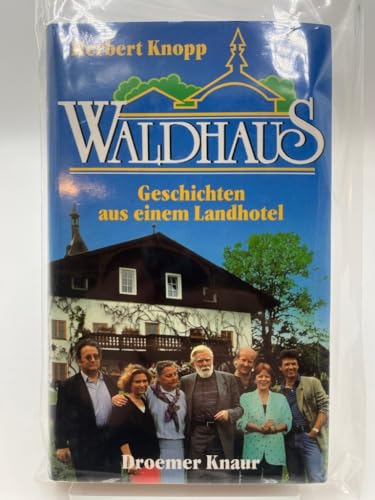 Herbert Knopp
WALDHAUS
Geschichten
aus einem Landhotel
Droemer Knaur